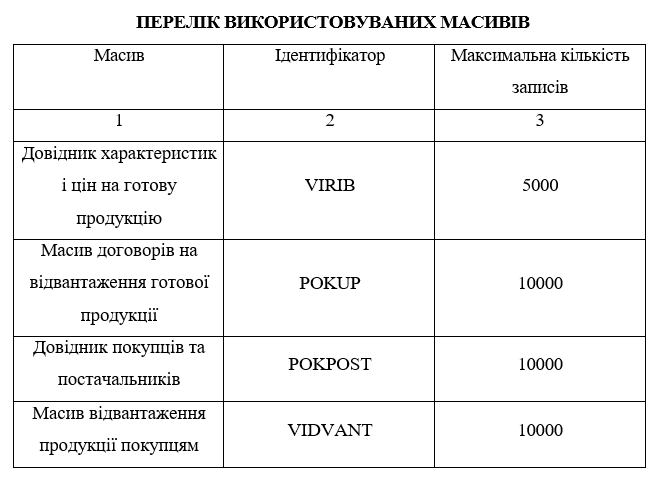 ПЕРЕЛІК ВИКОРИСТОВУВАНИХ МАСИВІВ
Масив Ідентифікатор Максимальна кількість
записів
1 2 3
Довідник характеристик
і цін на готову
продукцію
VIRIB 5000
Масив договорів на
відвантаження готової
продукції
POKUP 10000
Довідник покупців та
постачальників
POKPOST 10000
Масив відвантаження
продукції покупцям
VIDVANT 10000